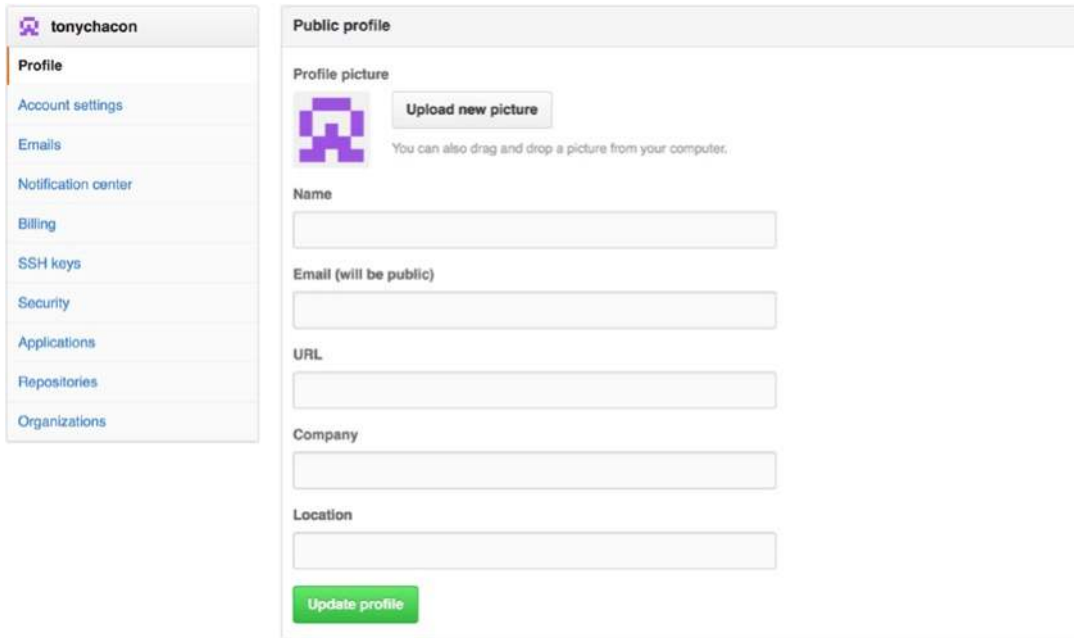 tonychacon
Profile
Account settings
Emails
Notification center
Billing
SSH keys
Security
Applications
Repositories
Organizations
Public profile
Profile picture
Upload new picture
You can also drag and drop a picture from your computer.
Name
Email (will be public)
URL
Company
Location
Update profile